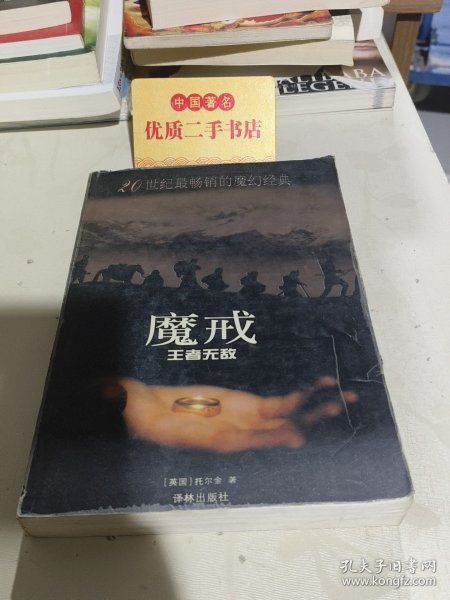 中国著名
优质二手书店
20世纪最畅销的魔幻经典
魔戒
王者无敌
[英国]托尔金 著
译林出版社
孔夫子旧书网
www.kongfz.com